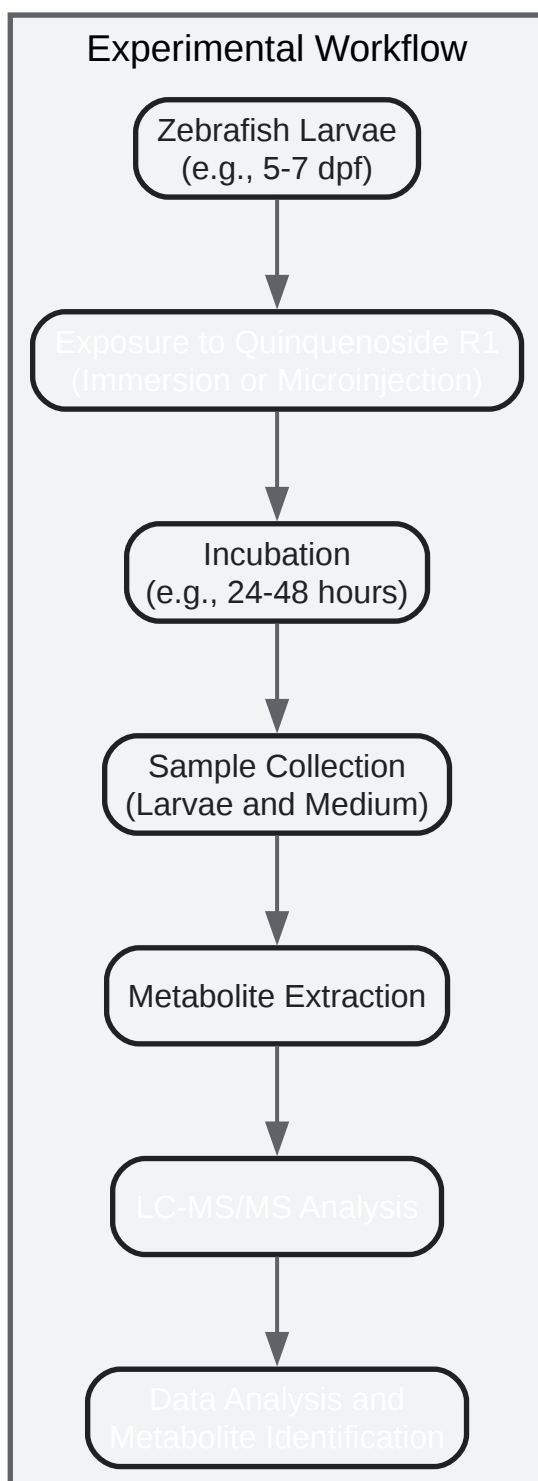 Experimental Workflow
Zebrafish Larvae
(e.g., 5-7 dpf)
Exposure to Quinquenoside R1
(Immersion or Microinjection)
Incubation
(e.g., 24-48 hours)
Sample Collection
(Larvae and Medium)
Metabolite Extraction
LC-MS/MS Analysis
Data Analysis and
Metabolite Identification